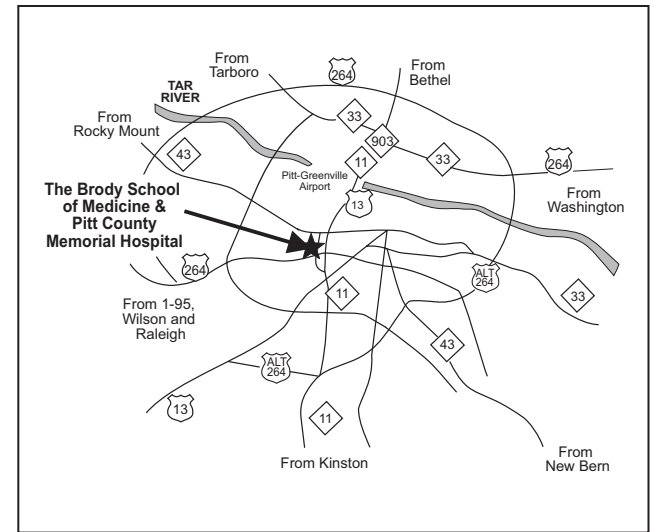 From
Tarboro
264
From
Bethel
TAR
RIVER
33
From
Rocky Mount
903
43
11
33
264
Pitt-Greenville
Airport
13
From
Washington
The Brody School
of Medicine &
Pitt County
Memorial Hospital
264
ALT
264
11
33
From 1-95,
Wilson and
Raleigh
43
ALT
264
13
11
From Kinston
From
New Bern